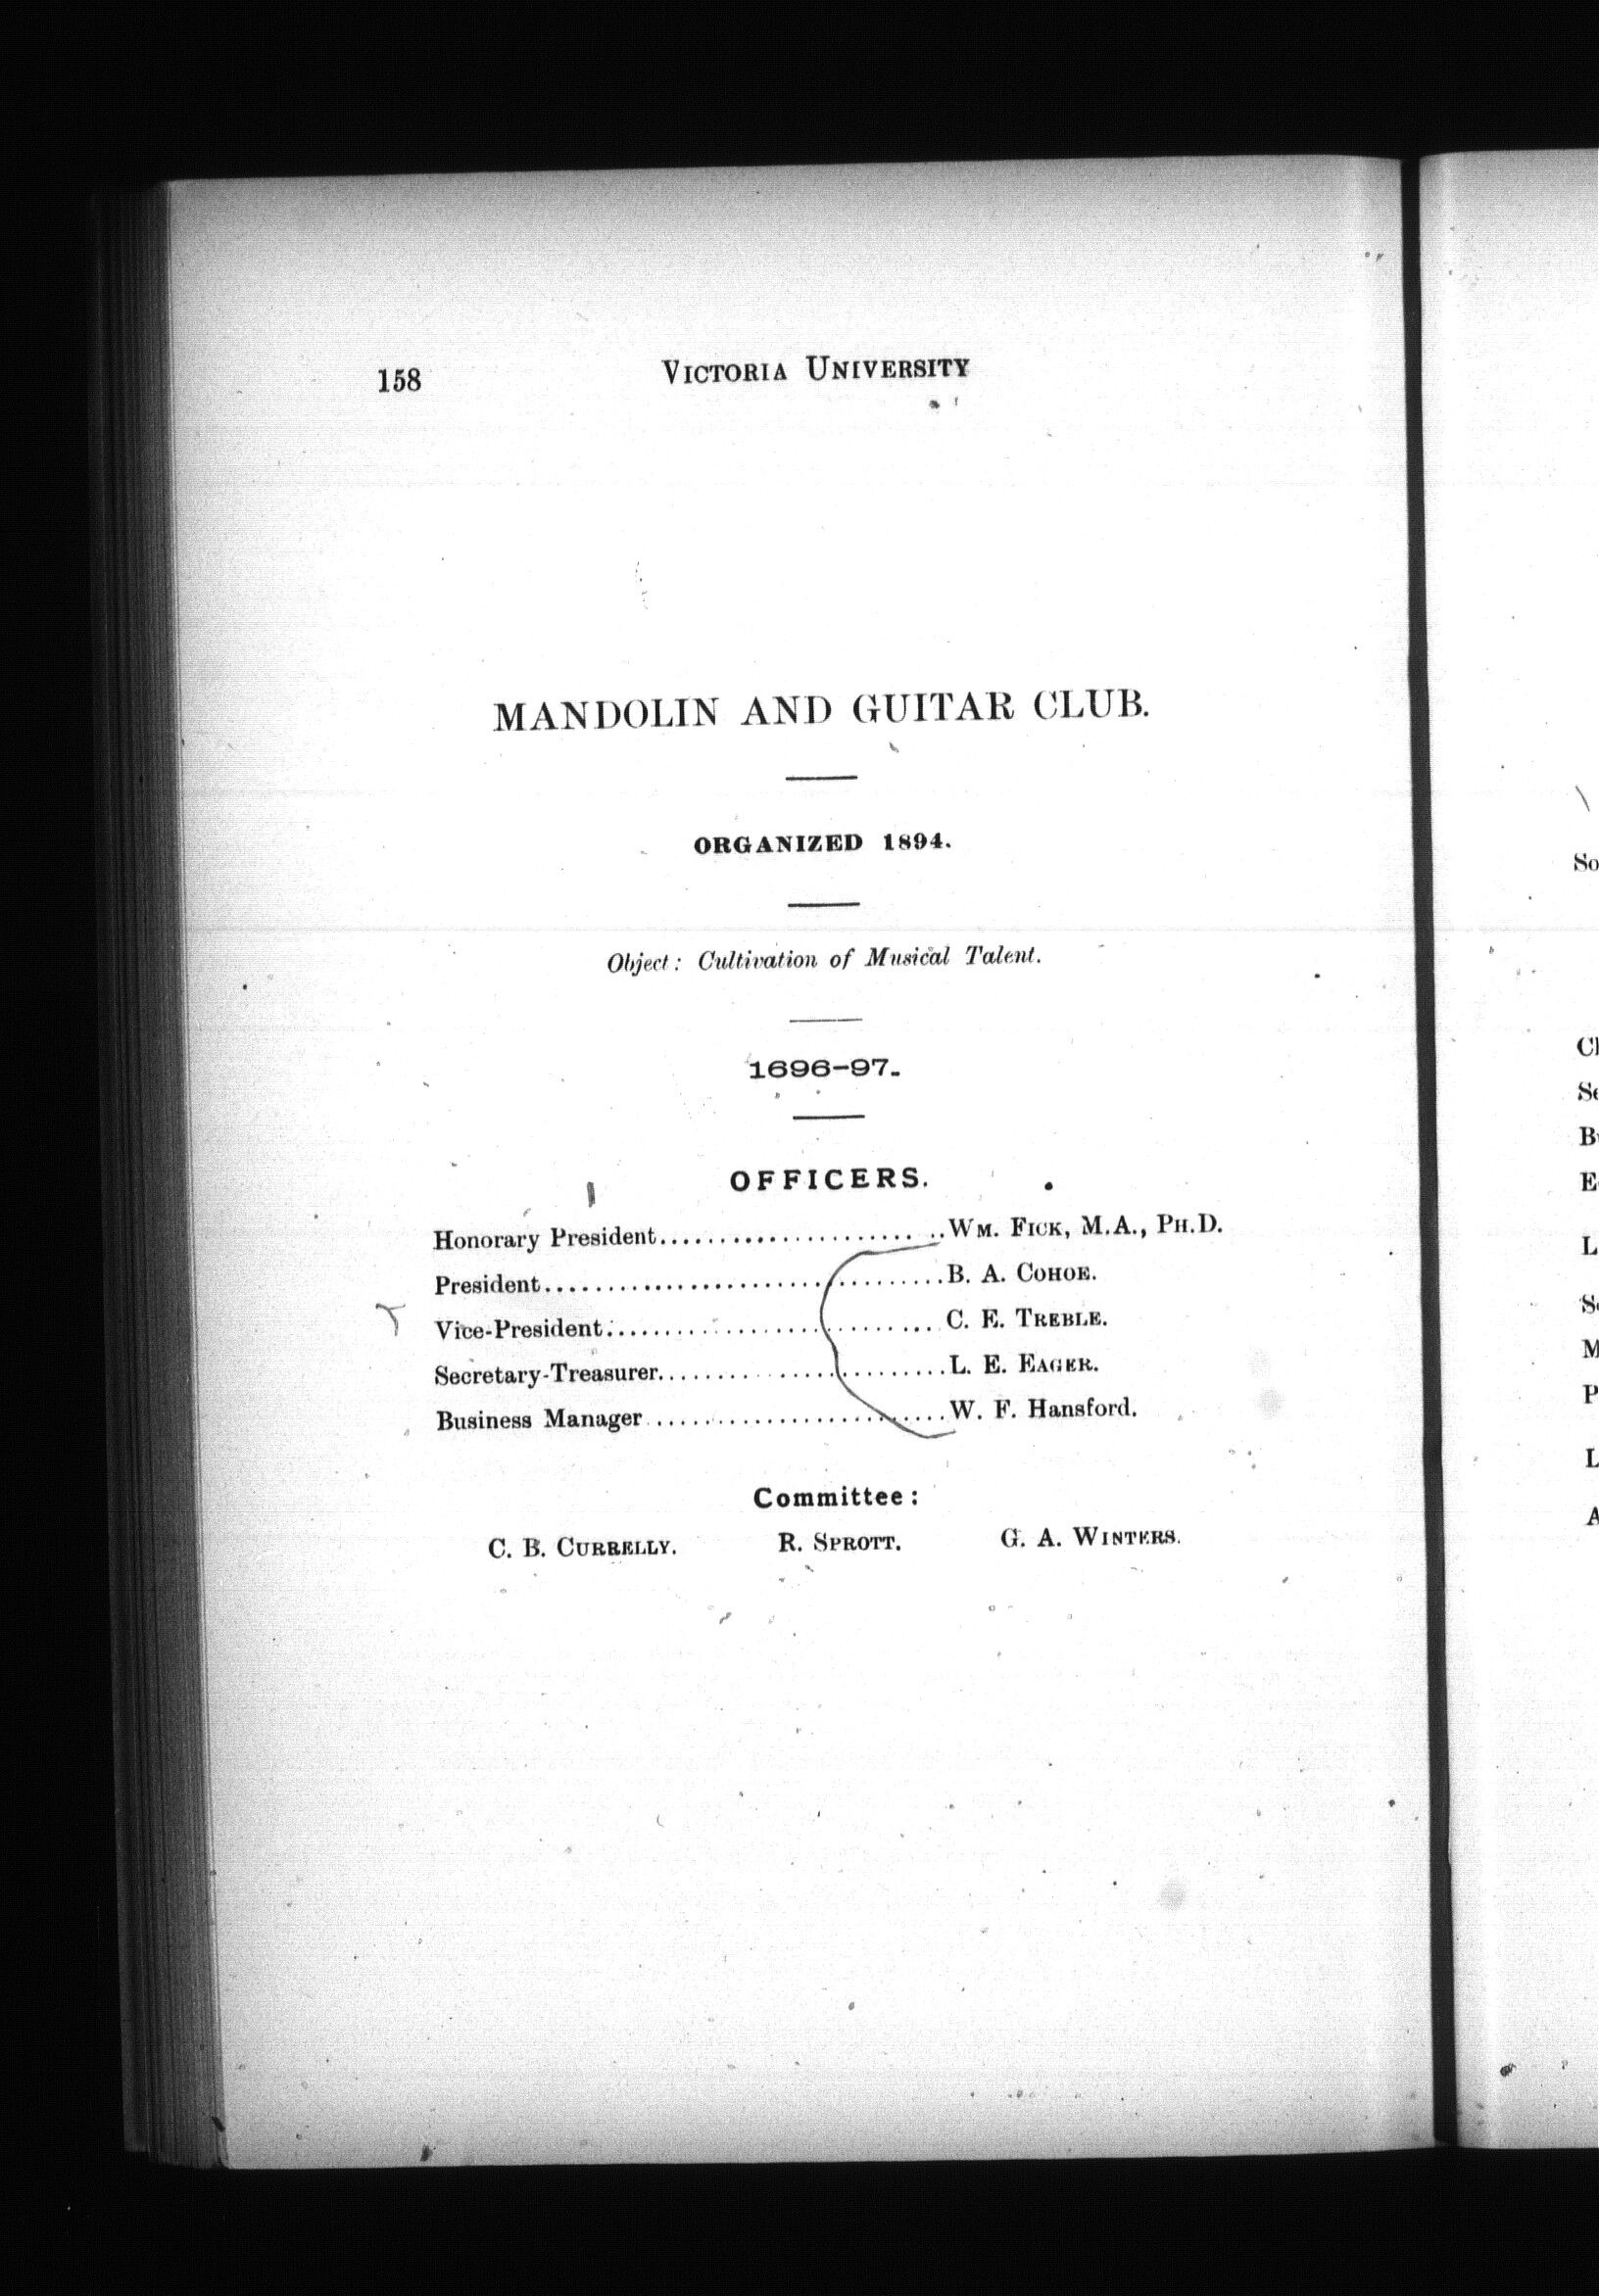 158 VICTORIA UNIVERSITY
MANDOLIN AND GUITAR CLUB.
ORGANIZED 1894.
Object: Cultivation of Musical Talent.
1696-97.
OFFICERS.
Honorary President........................WM. FICK, M.A., PH.D.
President................................B. A. COHOE.
Vice-President........................... C. E. TREBLE.
Secretary-Treasurer.......................L. E. EAGER.
Business Manager.........................W. F. Hansford.
Committee:
C. B. CURRELLY. R. SPROTT. G. A. WINTERS.